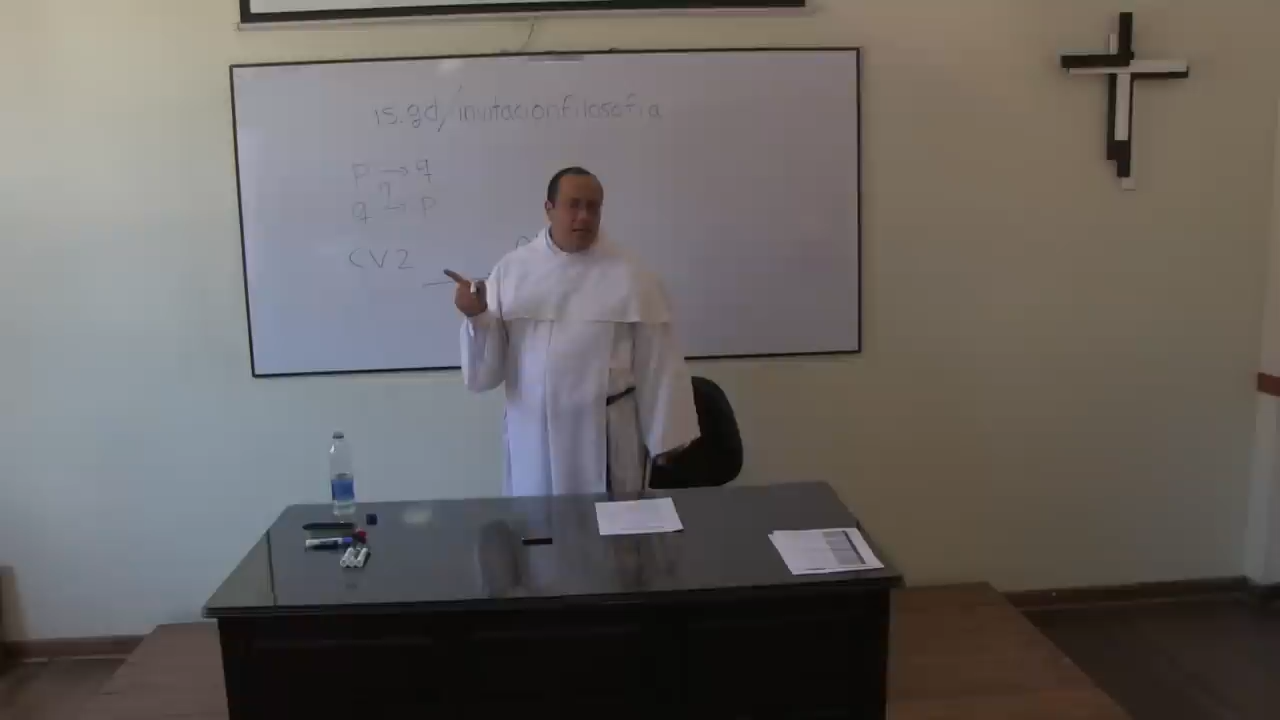 is.gd/invitacionfilosofia
p → q
?
q → p
CV2